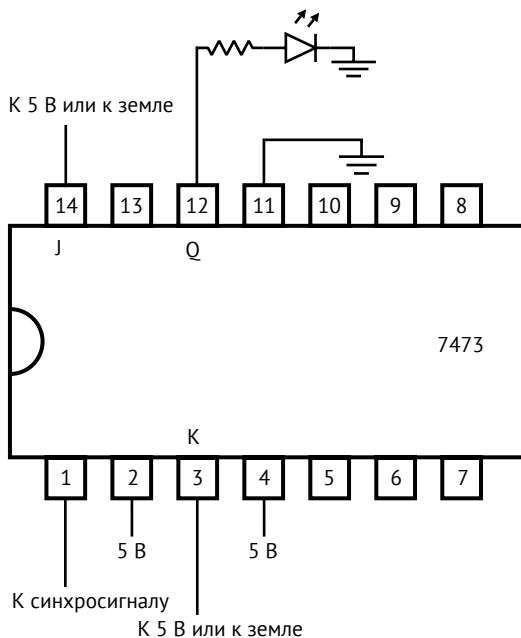 К 5 В или к земле
14 13 12 11 10 9 8
J Q
7473
K
1 2 3 4 5 6 7
5 В 5 В
К синхросигналу
К 5 В или к земле